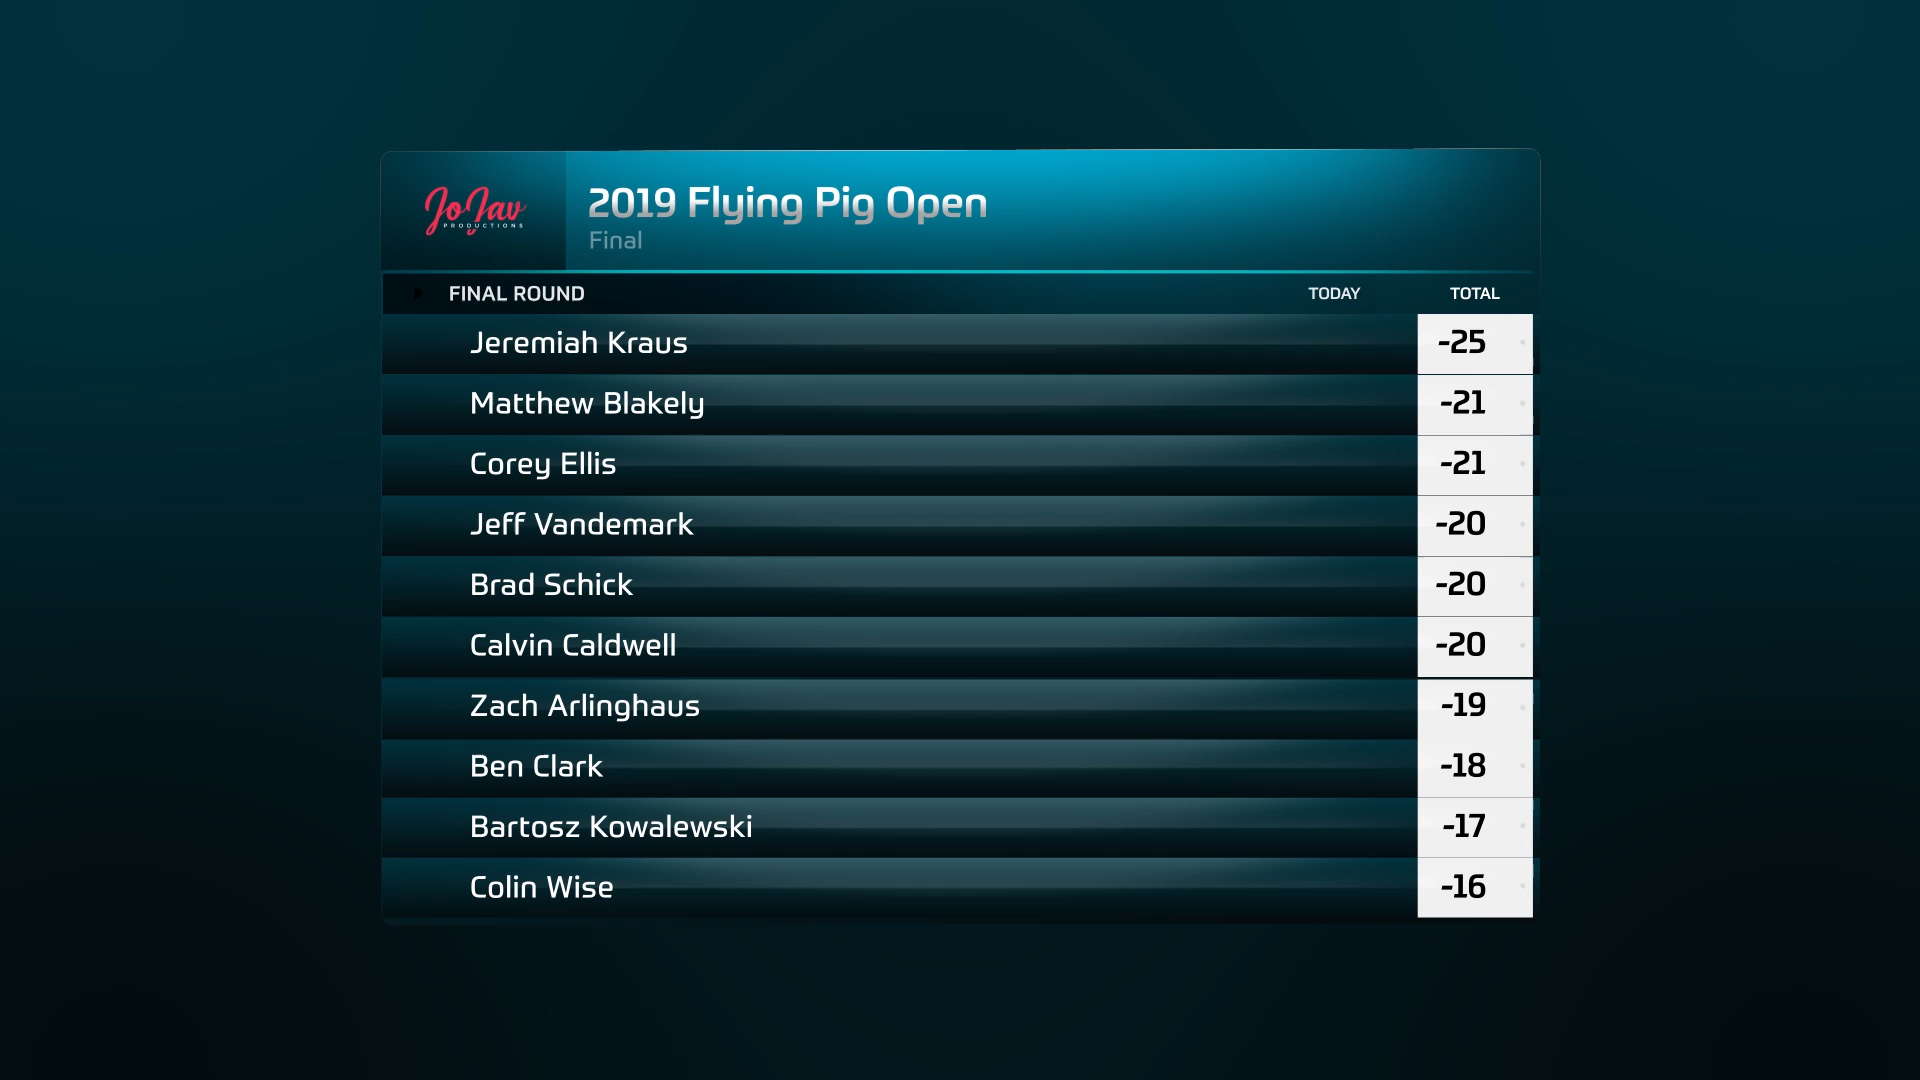 JoJav
PRODUCTIONS
2019 Flying Pig Open
Final
FINAL ROUND TODAY TOTAL
Jeremiah Kraus -25
Matthew Blakely -21
Corey Ellis -21
Jeff Vandemark -20
Brad Schick -20
Calvin Caldwell -20
Zach Arlinghaus -19
Ben Clark -18
Bartosz Kowalewski -17
Colin Wise -16